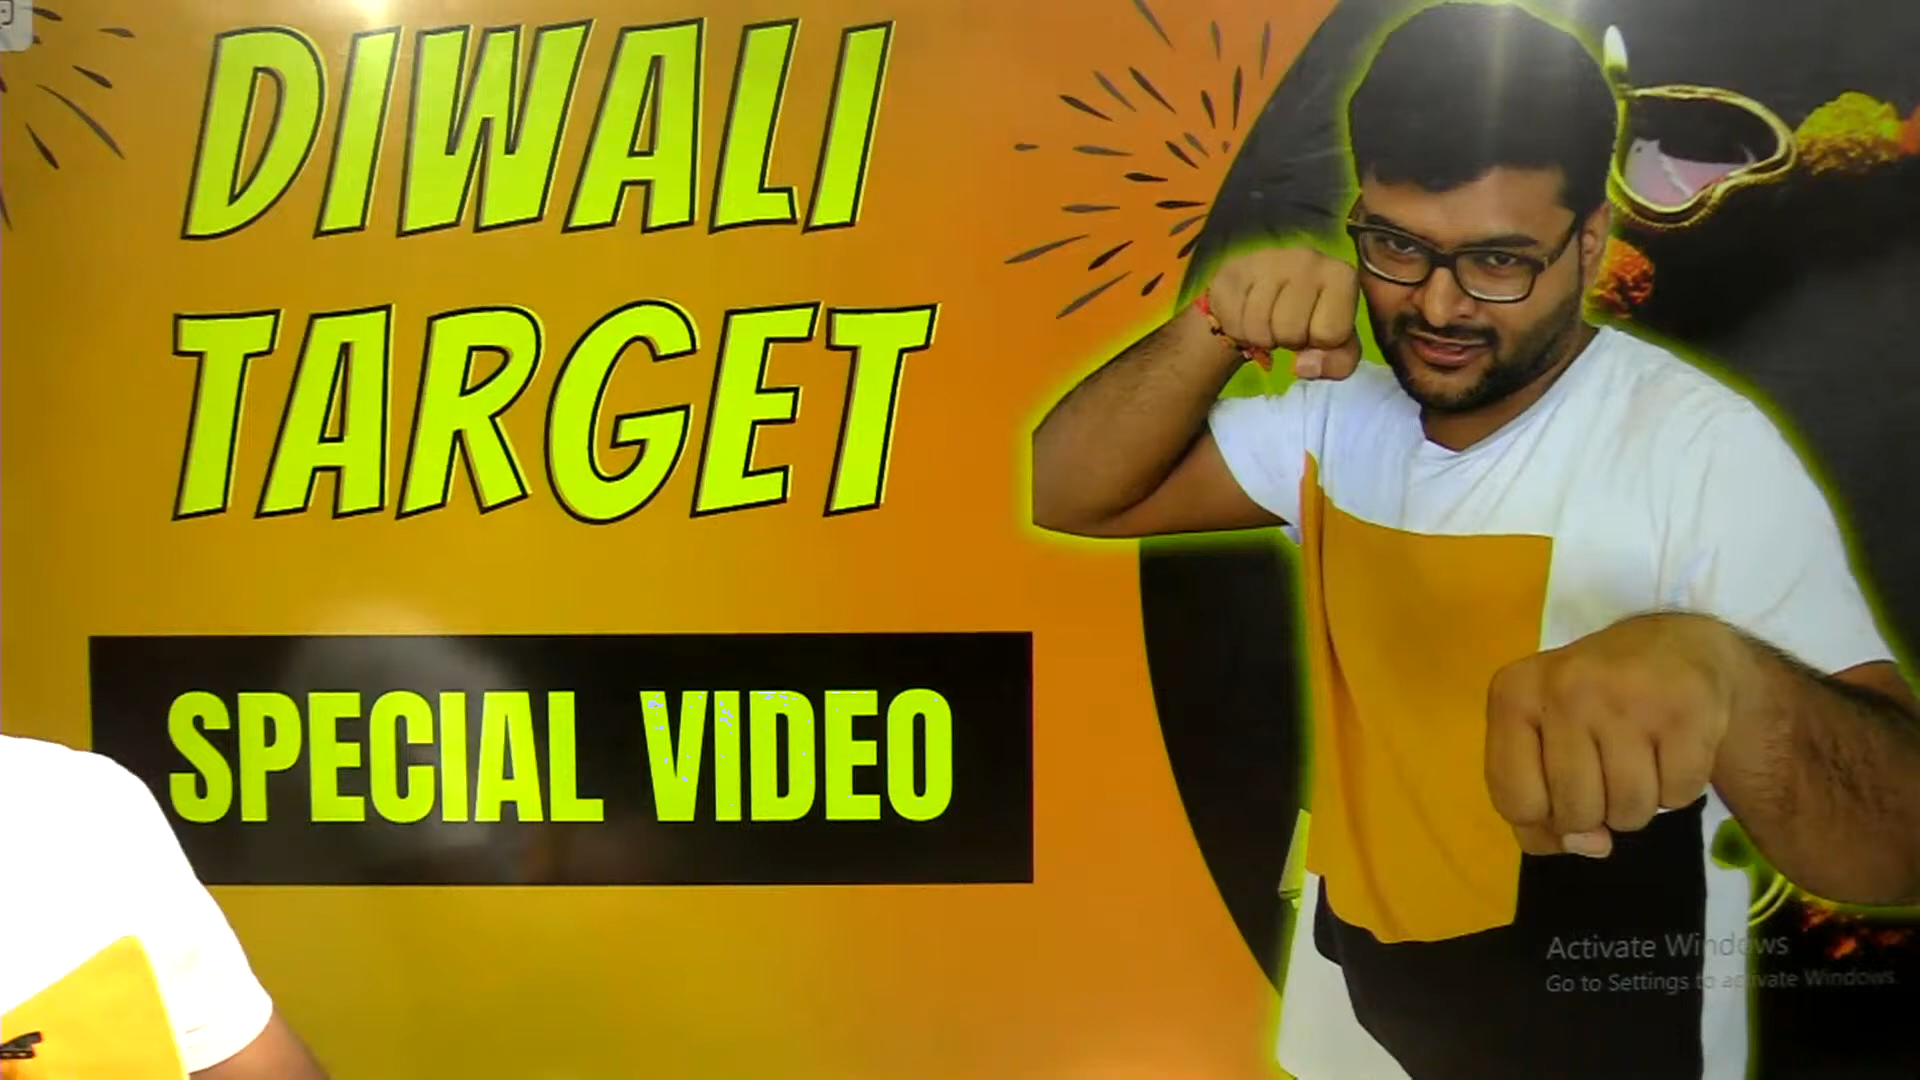 DIWALI
TARGET
SPECIAL VIDEO
Activate Windows
Go to Settings to activate Windows.